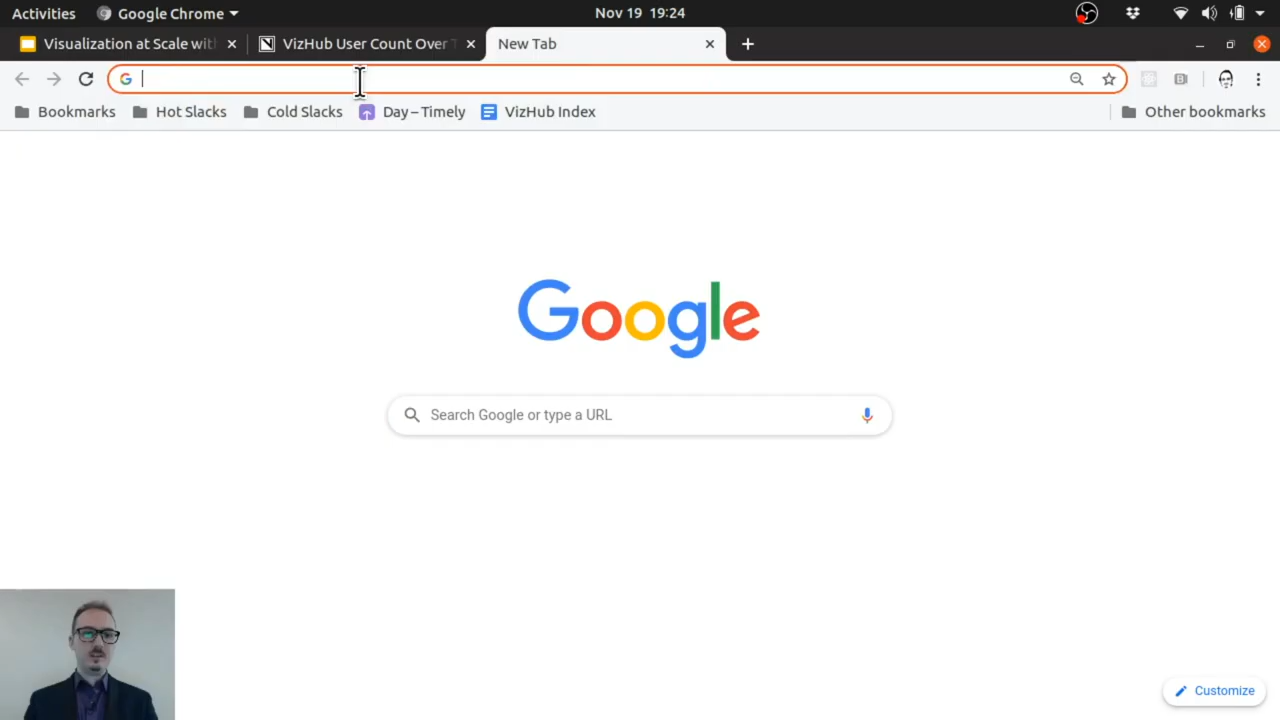 Activities Google Chrome Nov 19 19:24
Visualization at Scale wit VizHub User Count Over T New Tab
Bookmarks Hot Slacks Cold Slacks Day – Timely VizHub Index Other bookmarks
Google
Search Google or type a URL
Customize